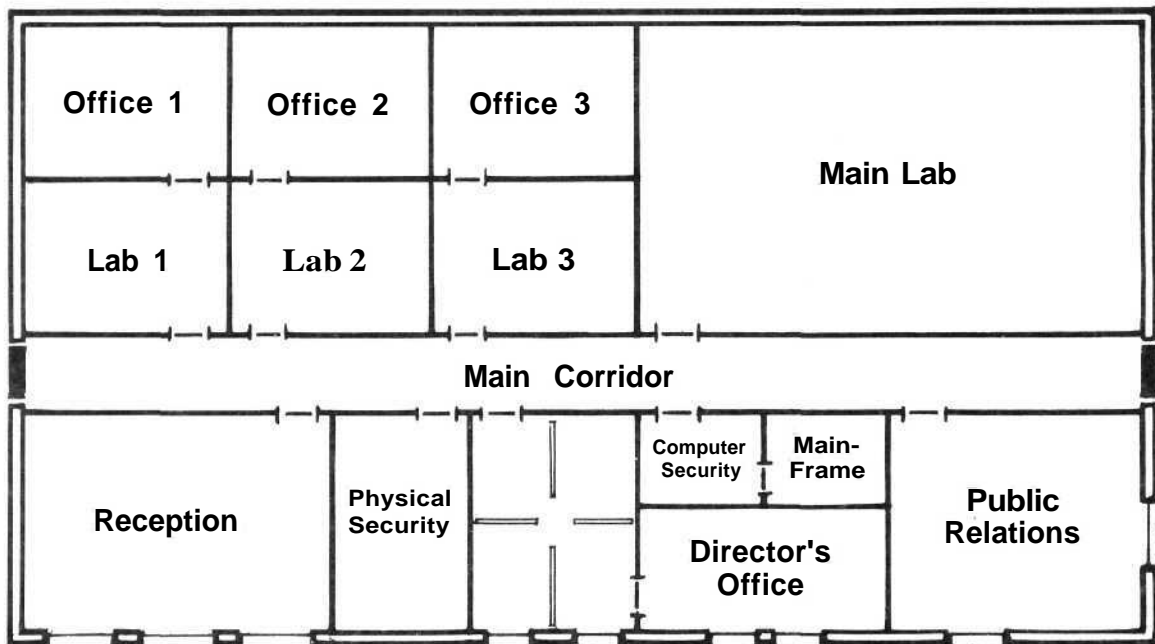 Office 1
Office 2
Office 3
Main Lab
Lab 1
Lab 2
Lab 3
Main Corridor
Reception
Physical
Security
Computer
Security
Main-
Frame
Director's
Office
Public
Relations